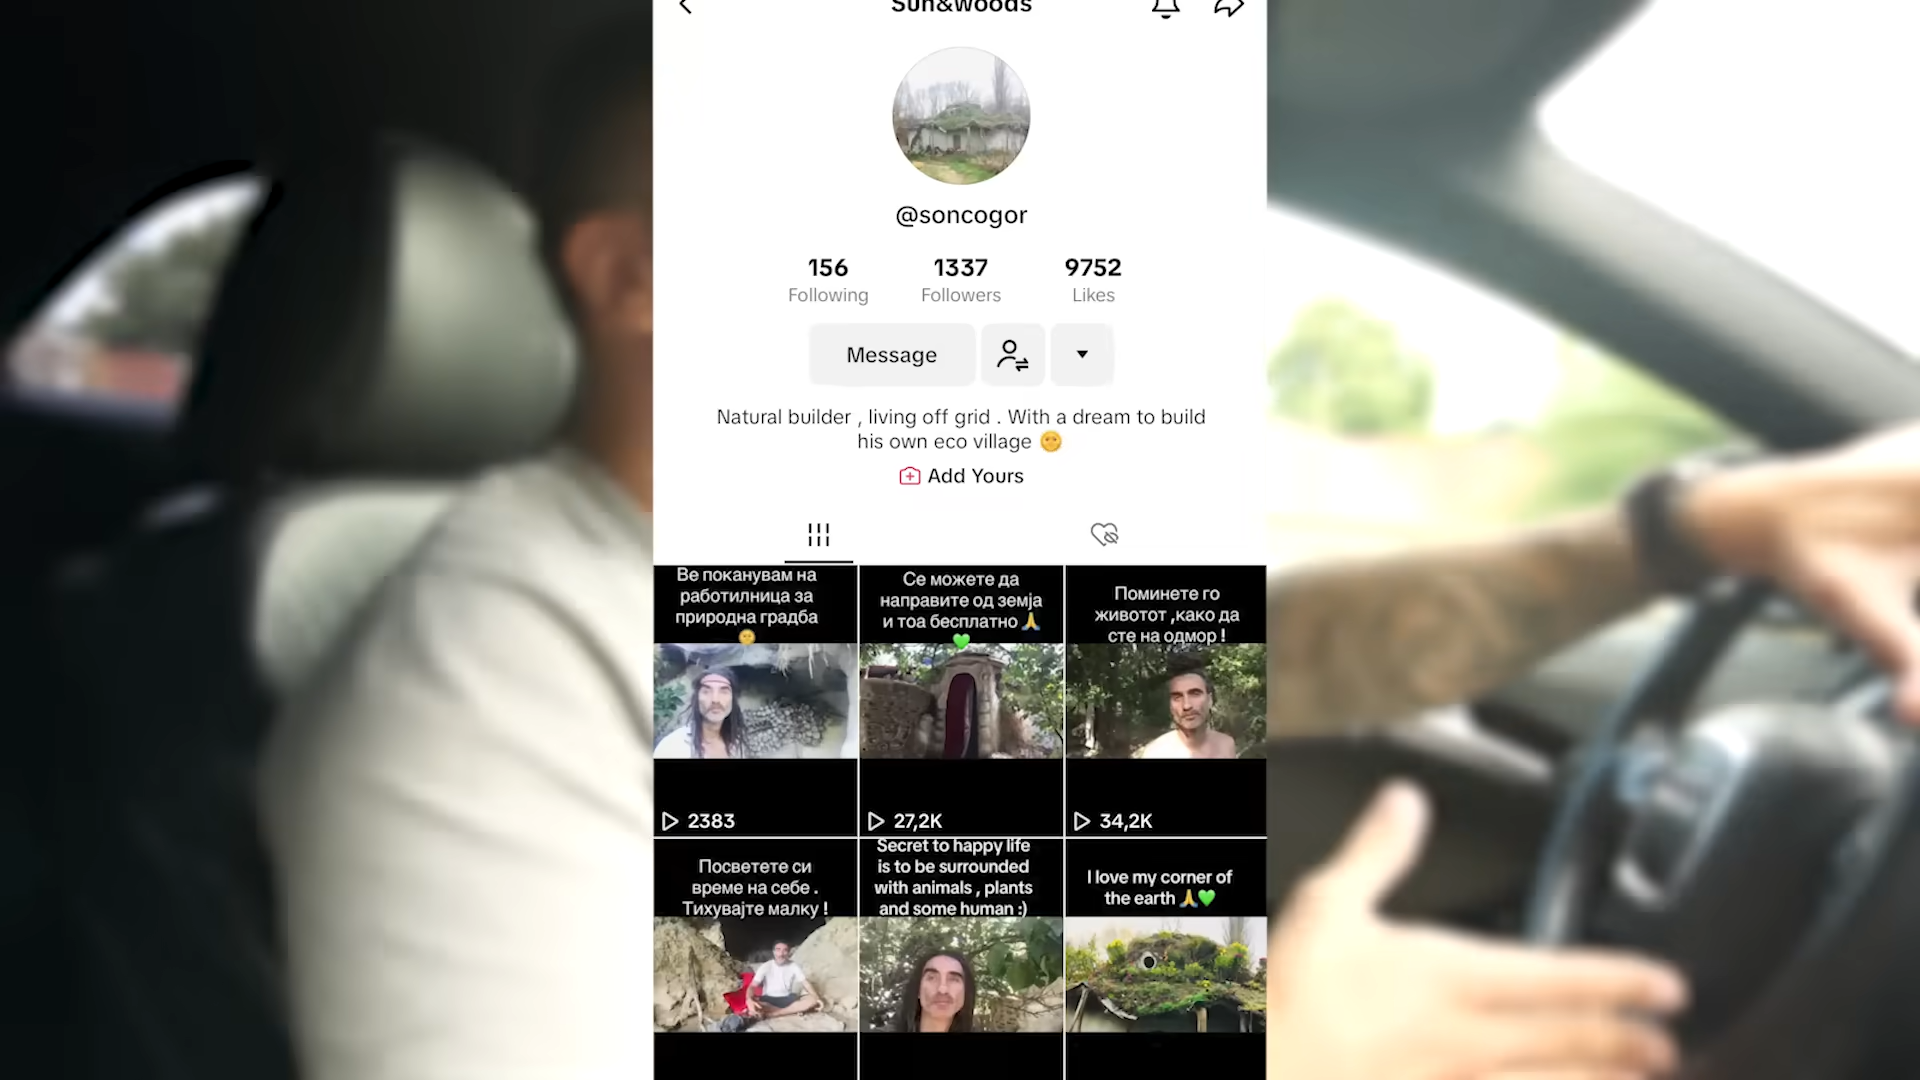 Sun&woods
@soncogor
156 1337 9752
Following Followers Likes
Message
Natural builder , living off grid . With a dream to build
his own eco village 🌞
Add Yours
Ве поканувам на
работилница за
природна градба
🌞
2383
Се можете да
направите од земја
и тоа бесплатно 🙏
💚
27,2K
Поминете го
животот ,како да
сте на одмор !
34,2K
Посветете си
време на себе .
Тихувајте малку !
Secret to happy life
is to be surrounded
with animals , plants
and some human :)
I love my corner of
the earth 🙏💚